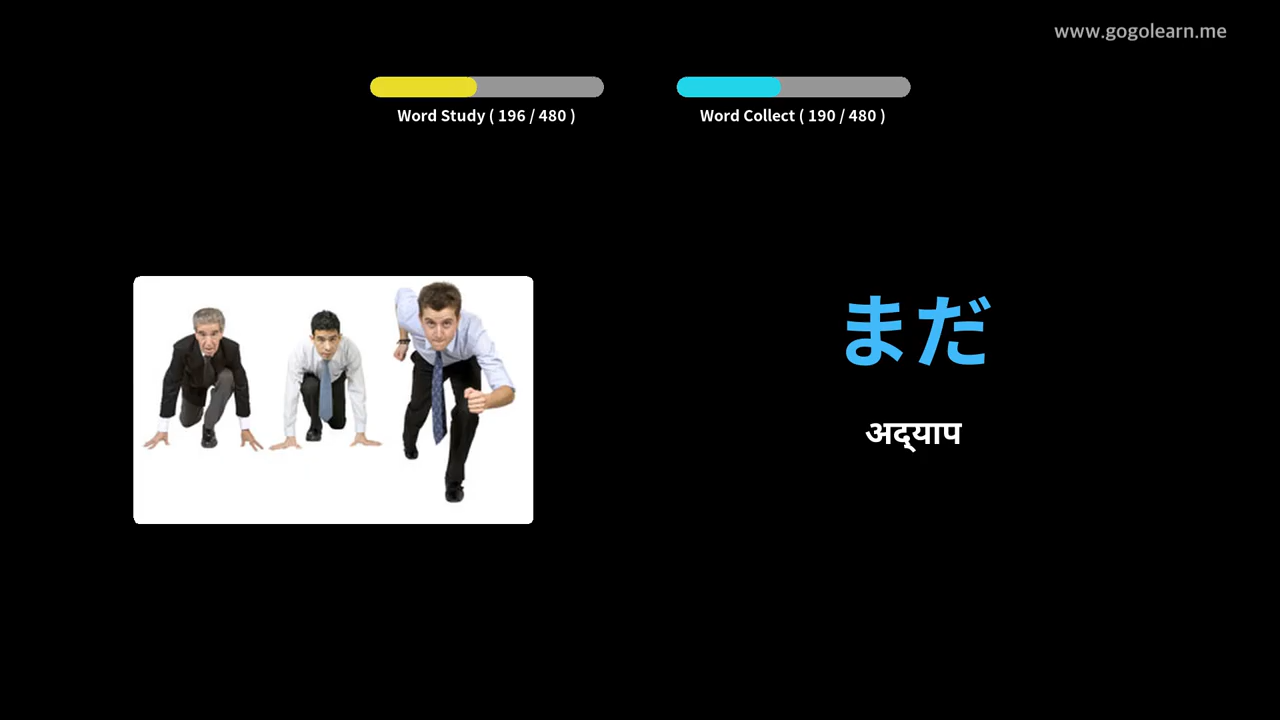 www.gogolearn.me
Word Study ( 196 / 480 )
Word Collect ( 190 / 480 )
まだ
अद्‌याप